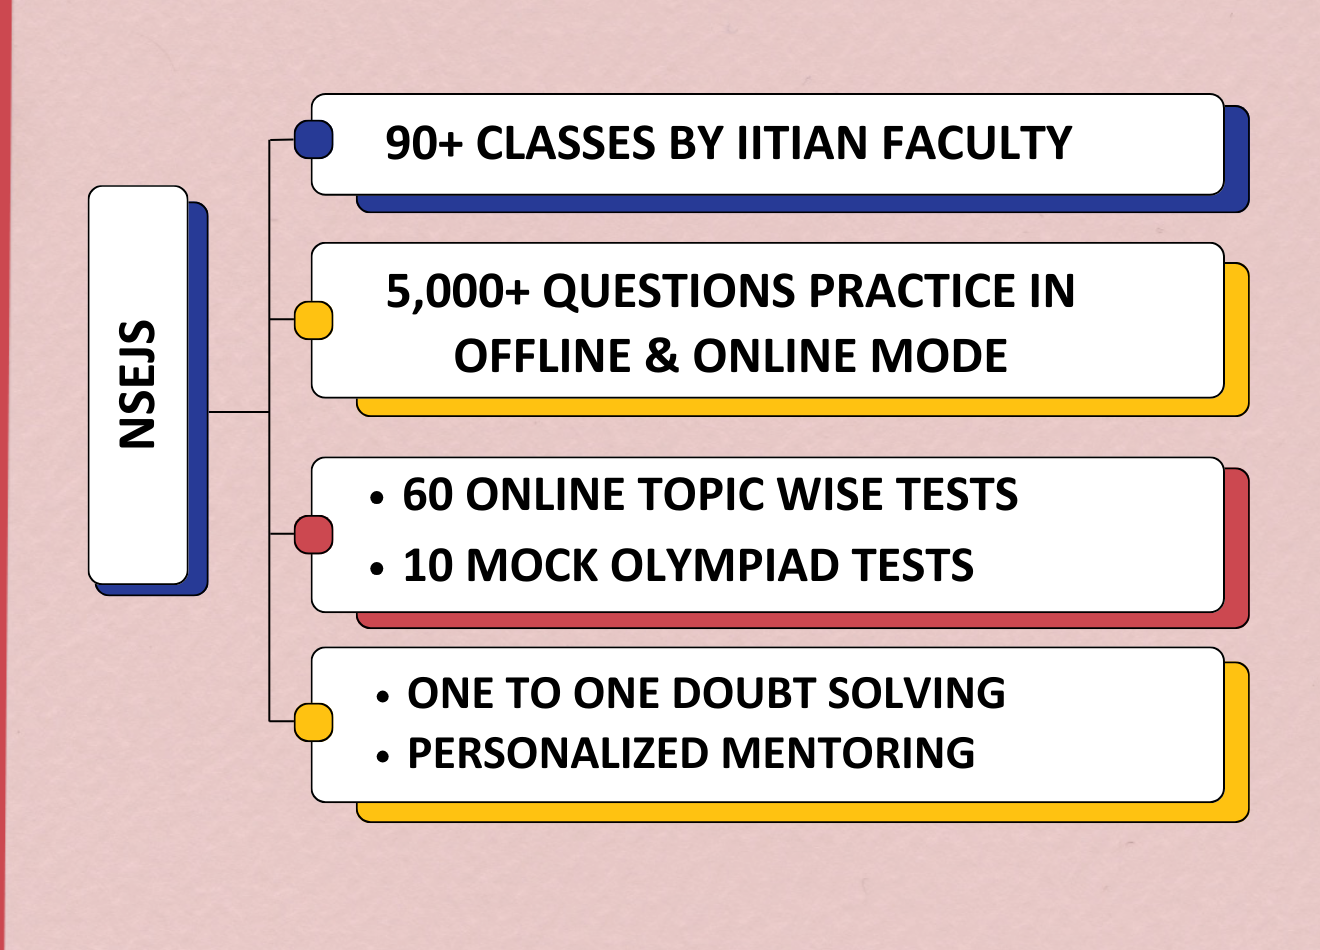 NSEJS
90+ CLASSES BY IITIAN FACULTY
5,000+ QUESTIONS PRACTICE IN
OFFLINE & ONLINE MODE
• 60 ONLINE TOPIC WISE TESTS
• 10 MOCK OLYMPIAD TESTS
• ONE TO ONE DOUBT SOLVING
• PERSONALIZED MENTORING